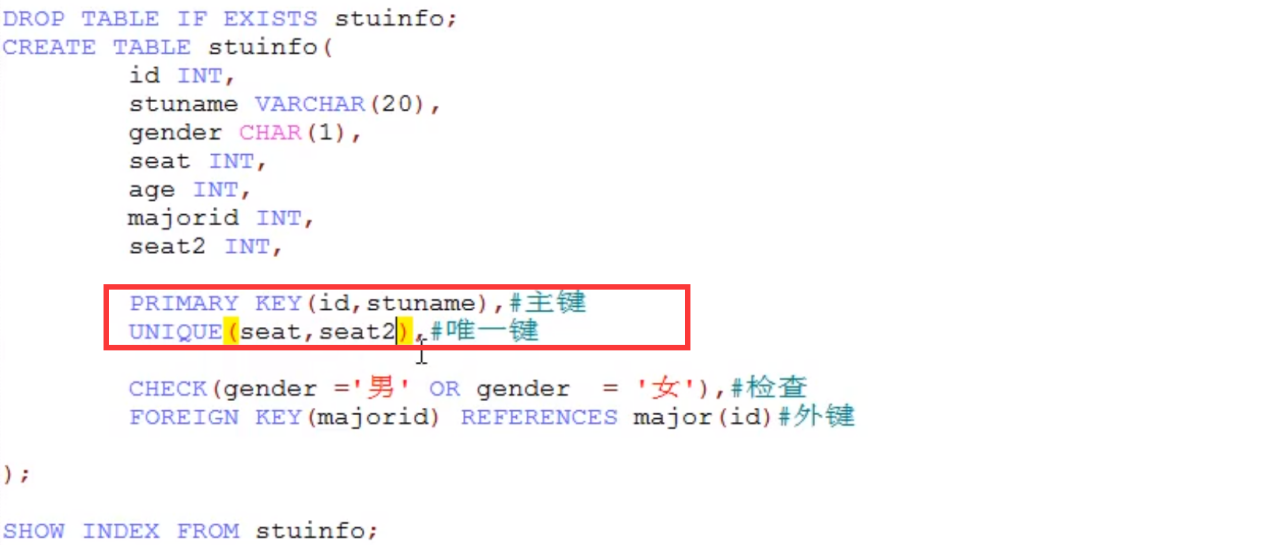 DROP TABLE IF EXISTS stuinfo;
CREATE TABLE stuinfo(
id INT,
stuname VARCHAR(20),
gender CHAR(1),
seat INT,
age INT,
majorid INT,
seat2 INT,
PRIMARY KEY(id,stuname),#主键
UNIQUE(seat,seat2),#唯一键
CHECK(gender ='男' OR gender  = '女'),#检查
FOREIGN KEY(majorid) REFERENCES major(id)#外键
);
SHOW INDEX FROM stuinfo;